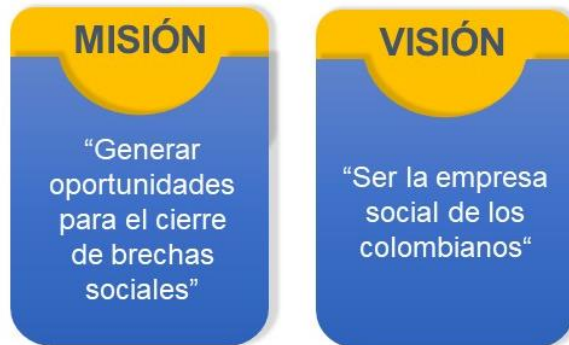 MISIÓN
“Generar
oportunidades
para el cierre
de brechas
sociales”
VISIÓN
“Ser la empresa
social de los
colombianos“